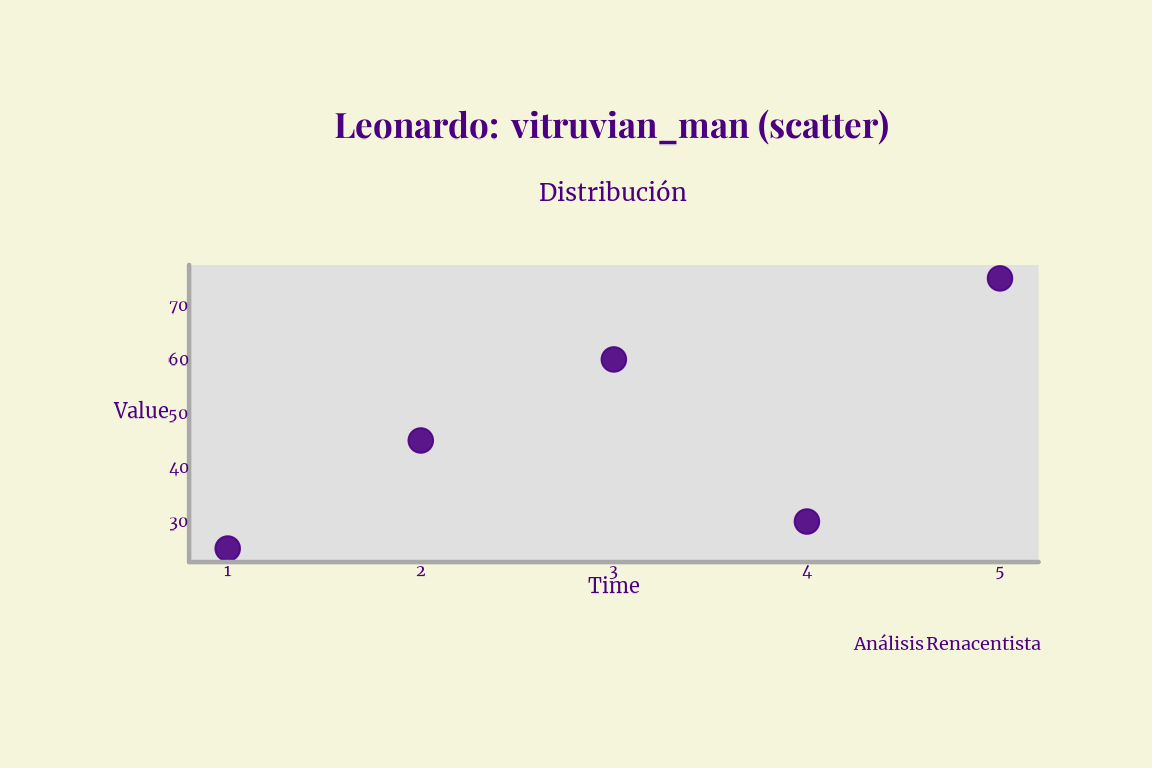 Leonardo: vitruvian_man (scatter)
Distribución
70
60
Value
50
40
30
1 2 3 4 5
Time
Análisis Renacentista